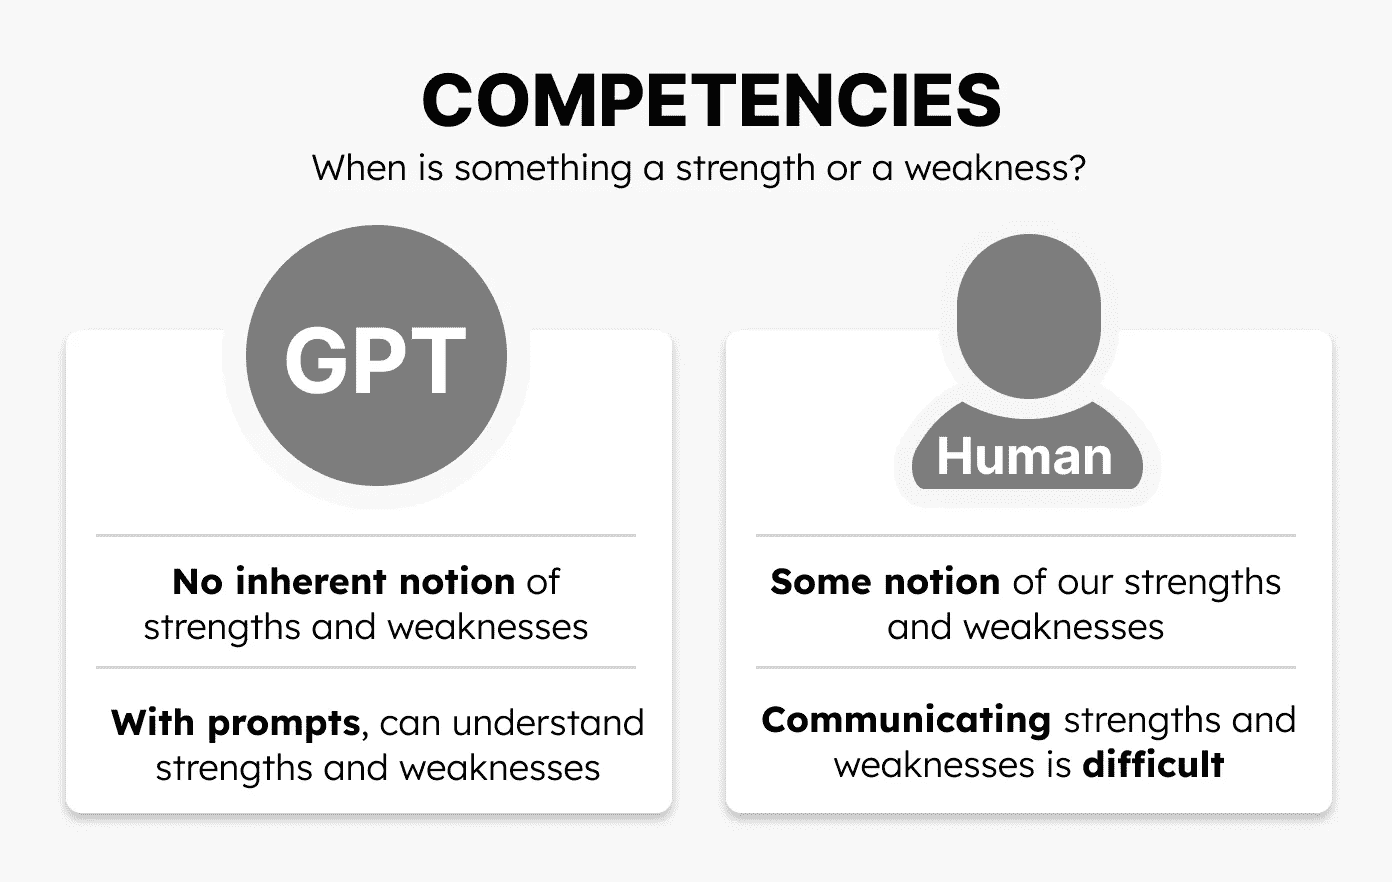 COMPETENCIES
When is something a strength or a weakness?
GPT
No inherent notion of
strengths and weaknesses
With prompts, can understand
strengths and weaknesses
Human
Some notion of our strengths
and weaknesses
Communicating strengths and
weaknesses is difficult